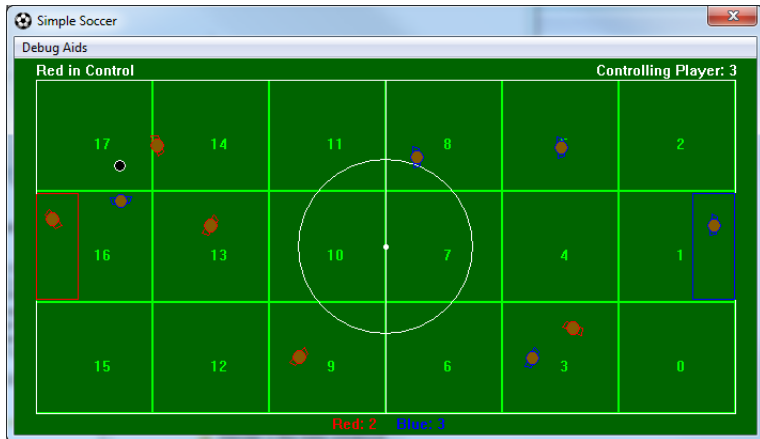 Simple Soccer
Debug Aids
Red in Control Controlling Player: 3
17 14 11 8 2
16 13 10 7 4 1
15 12 9 6 3 0
Red: 2 Blue: 3